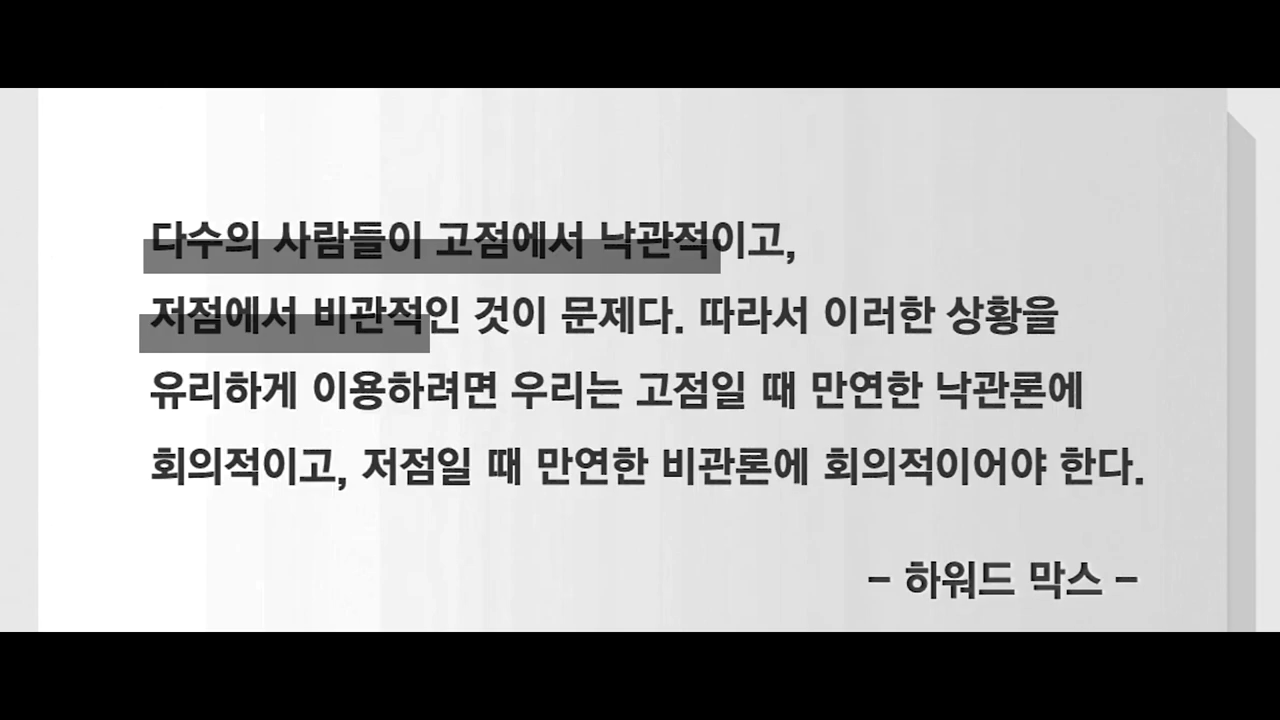 다수의 사람들이 고점에서 낙관적이고,
저점에서 비관적인 것이 문제다. 따라서 이러한 상황을
유리하게 이용하려면 우리는 고점일 때 만연한 낙관론에
회의적이고, 저점일 때 만연한 비관론에 회의적이어야 한다.
- 하워드 막스 -